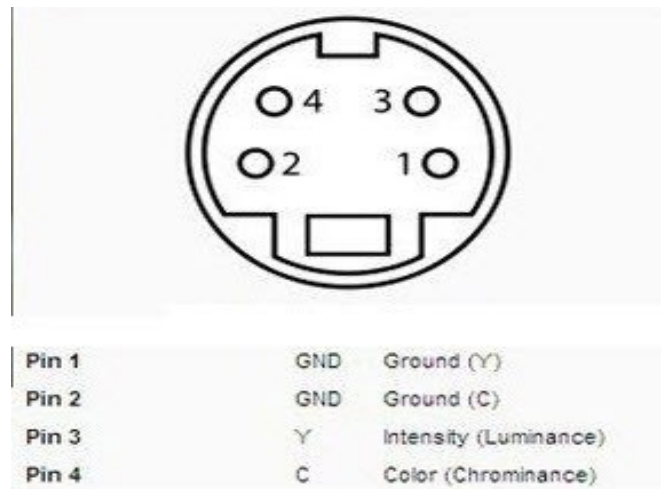 4 3
2 1
Pin 1 GND Ground (Y)
Pin 2 GND Ground (C)
Pin 3 Y Intensity (Luminance)
Pin 4 C Color (Chrominance)